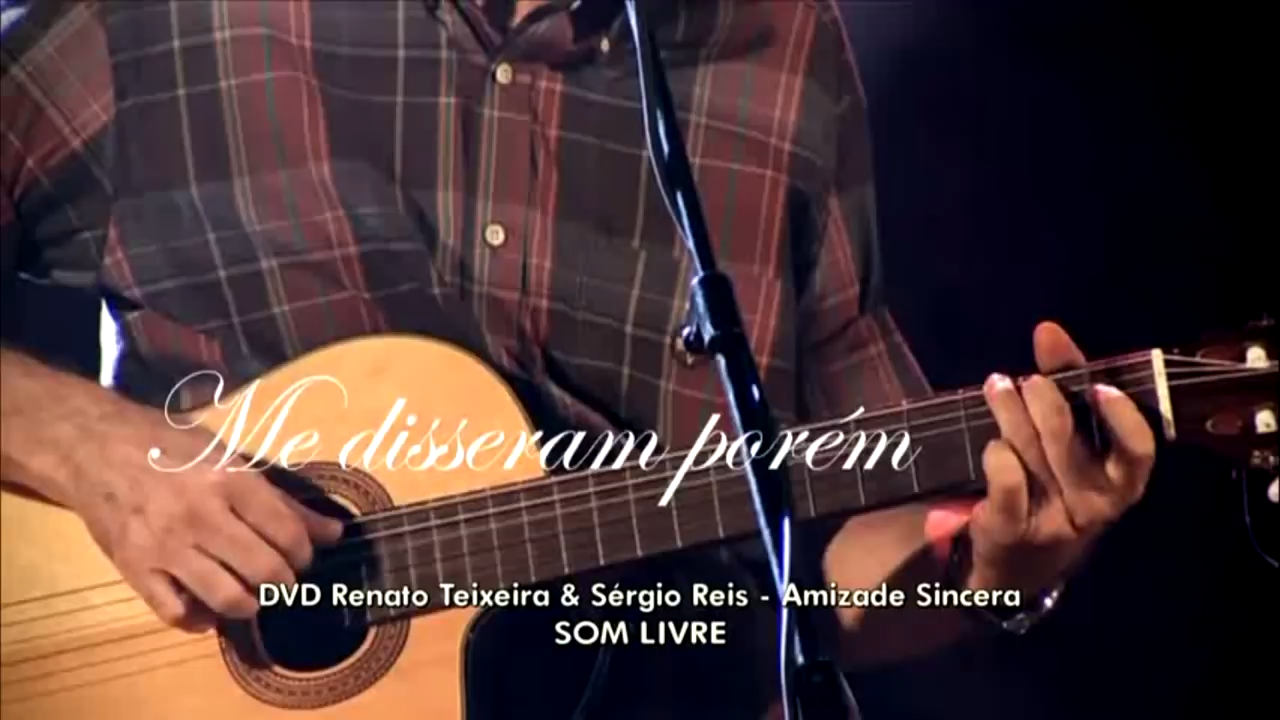 Me disseram porém
DVD Renato Teixeira & Sérgio Reis - Amizade Sincera
SOM LIVRE